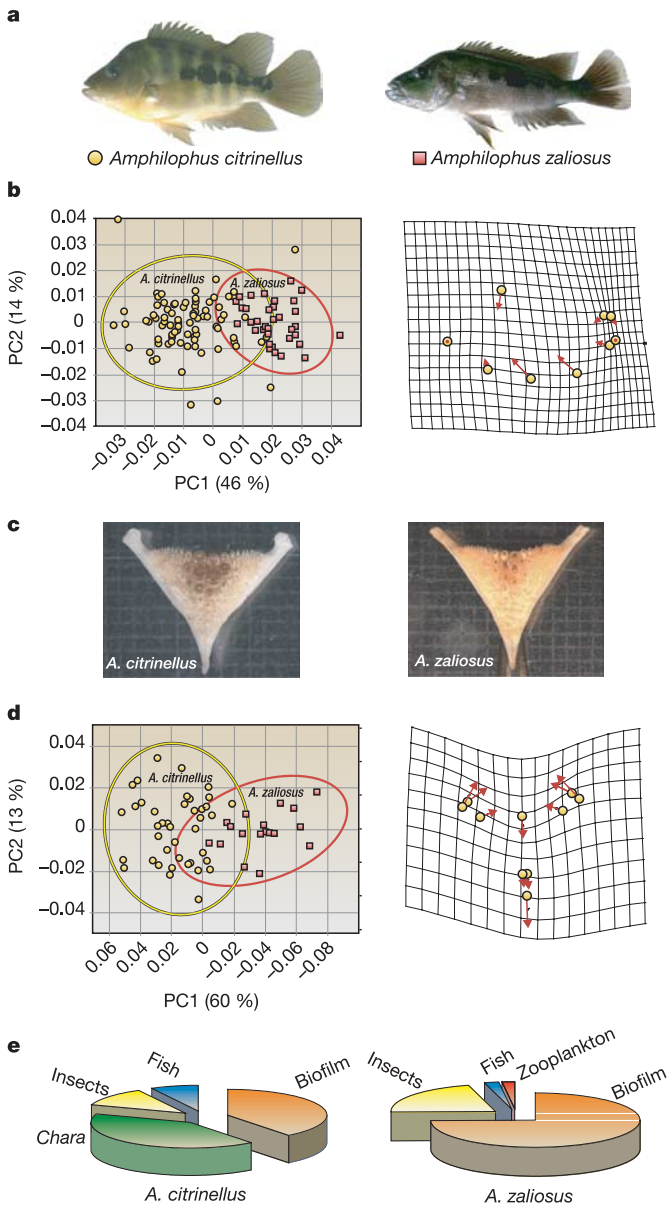 a
Amphilophus citrinellus
Amphilophus zaliosus
b
0.04
0.03
0.02
0.01
0
−0.01
−0.02
−0.03
−0.04
PC2 (14 %)
A. citrinellus
A. zaliosus
−0.03
−0.02
−0.01
0
0.01
0.02
0.03
0.04
PC1 (46 %)
c
A. citrinellus
A. zaliosus
d
0.04
0.02
0
−0.02
−0.04
PC2 (13 %)
A. citrinellus
A. zaliosus
0.06
0.04
0.02
0
−0.02
−0.04
−0.06
−0.08
PC1 (60 %)
e
Insects
Fish
Biofilm
Chara
A. citrinellus
Insects
Fish
Zooplankton
Biofilm
A. zaliosus